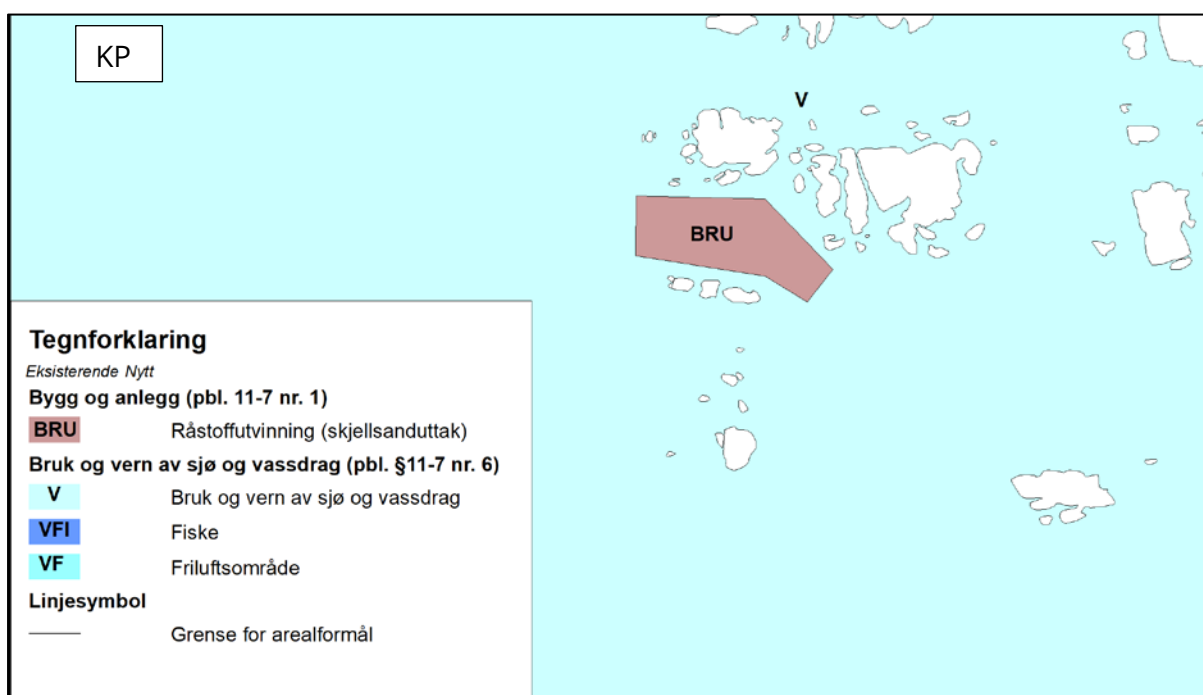 KP
V
BRU
Tegnforklaring
Eksisterende Nytt
Bygg og anlegg (pbl. 11-7 nr. 1)
BRU Råstoffutvinning (skjellsanduttak)
Bruk og vern av sjø og vassdrag (pbl. §11-7 nr. 6)
V Bruk og vern av sjø og vassdrag
VFI Fiske
VF Friluftsområde
Linjesymbol
Grense for arealformål